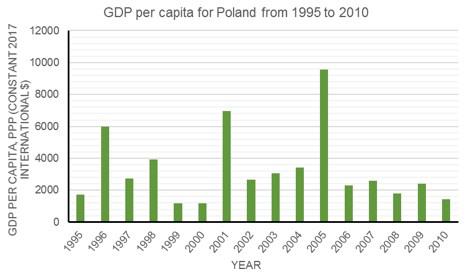 GDP per capita for Poland from 1995 to 2010
GDP PER CAPITA, PPP (CONSTANT 2017
INTERNATIONAL$)
12000
10000
8000
6000
4000
2000
0
1995 1996 1997 1998 1999 2000 2001 2002 2003 2004 2005 2006 2007 2008 2009 2010
YEAR